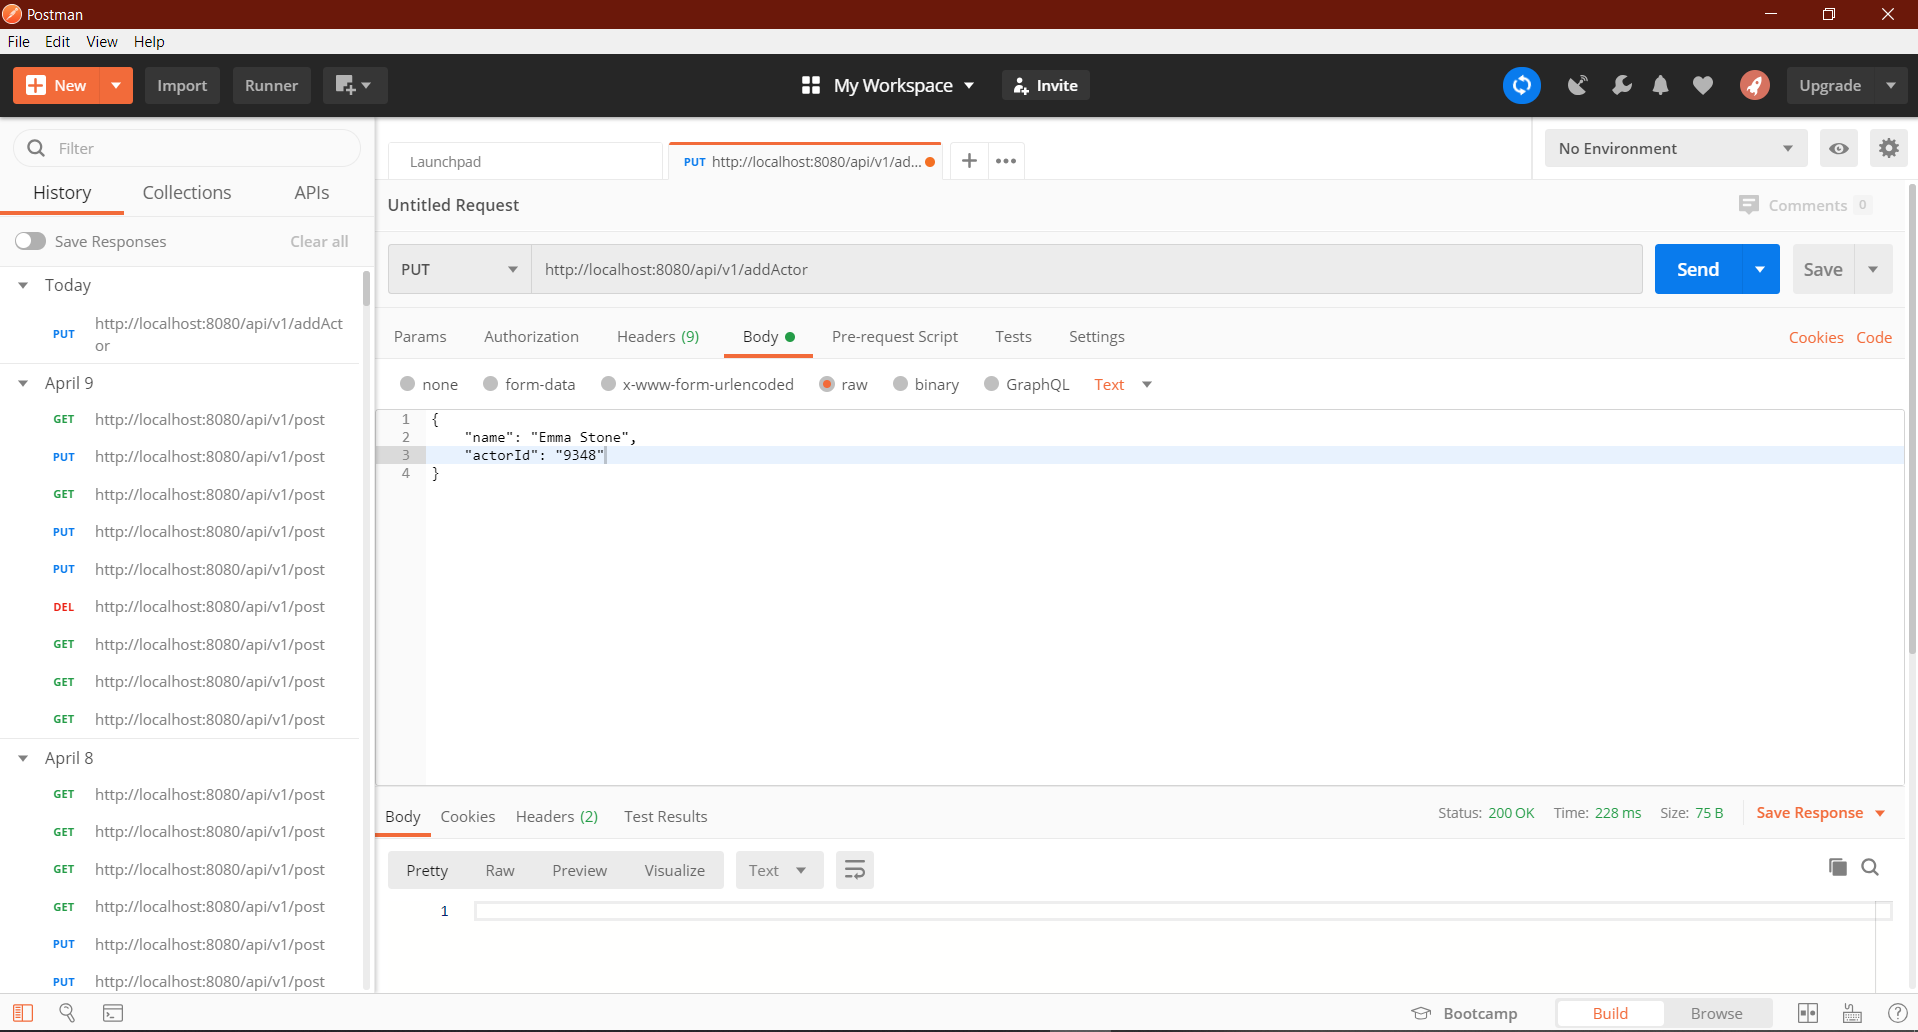 Postman
File Edit View Help
New Import Runner My Workspace Invite Upgrade
Filter
History Collections APIs
Save Responses Clear all
Today
PUT http://localhost:8080/api/v1/addAct
or
April 9
GET http://localhost:8080/api/v1/post
PUT http://localhost:8080/api/v1/post
GET http://localhost:8080/api/v1/post
PUT http://localhost:8080/api/v1/post
PUT http://localhost:8080/api/v1/post
DEL http://localhost:8080/api/v1/post
GET http://localhost:8080/api/v1/post
GET http://localhost:8080/api/v1/post
GET http://localhost:8080/api/v1/post
April 8
GET http://localhost:8080/api/v1/post
GET http://localhost:8080/api/v1/post
GET http://localhost:8080/api/v1/post
GET http://localhost:8080/api/v1/post
PUT http://localhost:8080/api/v1/post
PUT http://localhost:8080/api/v1/post
Launchpad PUT http://localhost:8080/api/v1/ad... + ••• No Environment
Untitled Request Comments 0
PUT http://localhost:8080/api/v1/addActor Send Save
Params Authorization Headers (9) Body Pre-request Script Tests Settings Cookies Code
none form-data x-www-form-urlencoded raw binary GraphQL Text
1 {
2 "name": "Emma Stone",
3 "actorId": "9348"
4 }
Body Cookies Headers (2) Test Results Status: 200 OK Time: 228 ms Size: 75 B Save Response
Pretty Raw Preview Visualize Text
1
Bootcamp Build Browse